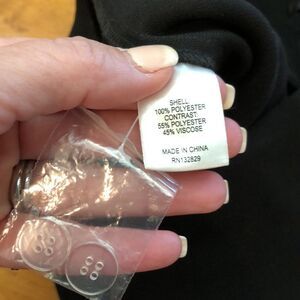 SHELL
100% POLYESTER
CONTRAST:
55% POLYESTER
45% VISCOSE
MADE IN CHINA
RN132829